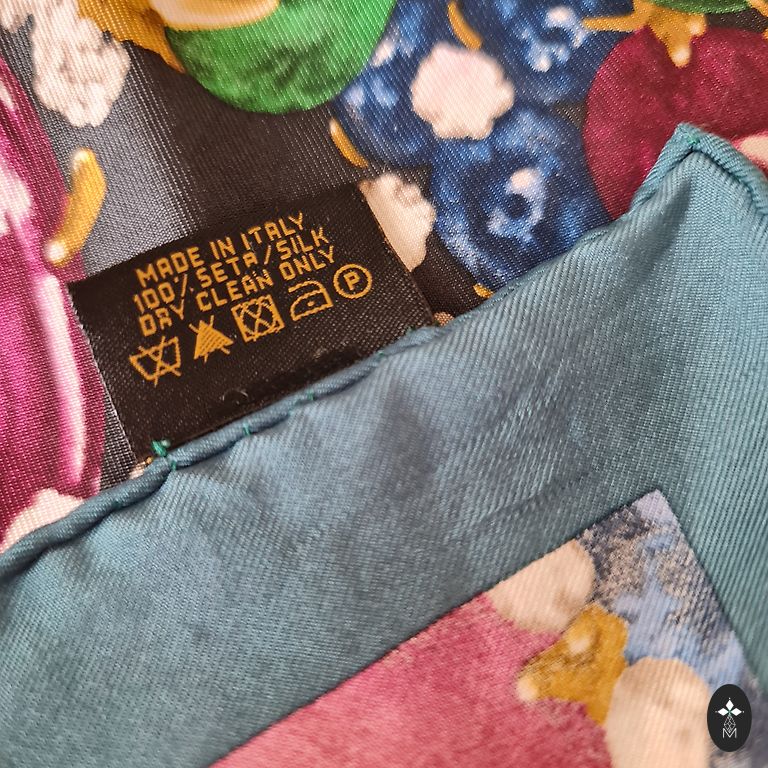 MADE IN ITALY
100% SETA/SILK
DRY CLEAN ONLY
P
M